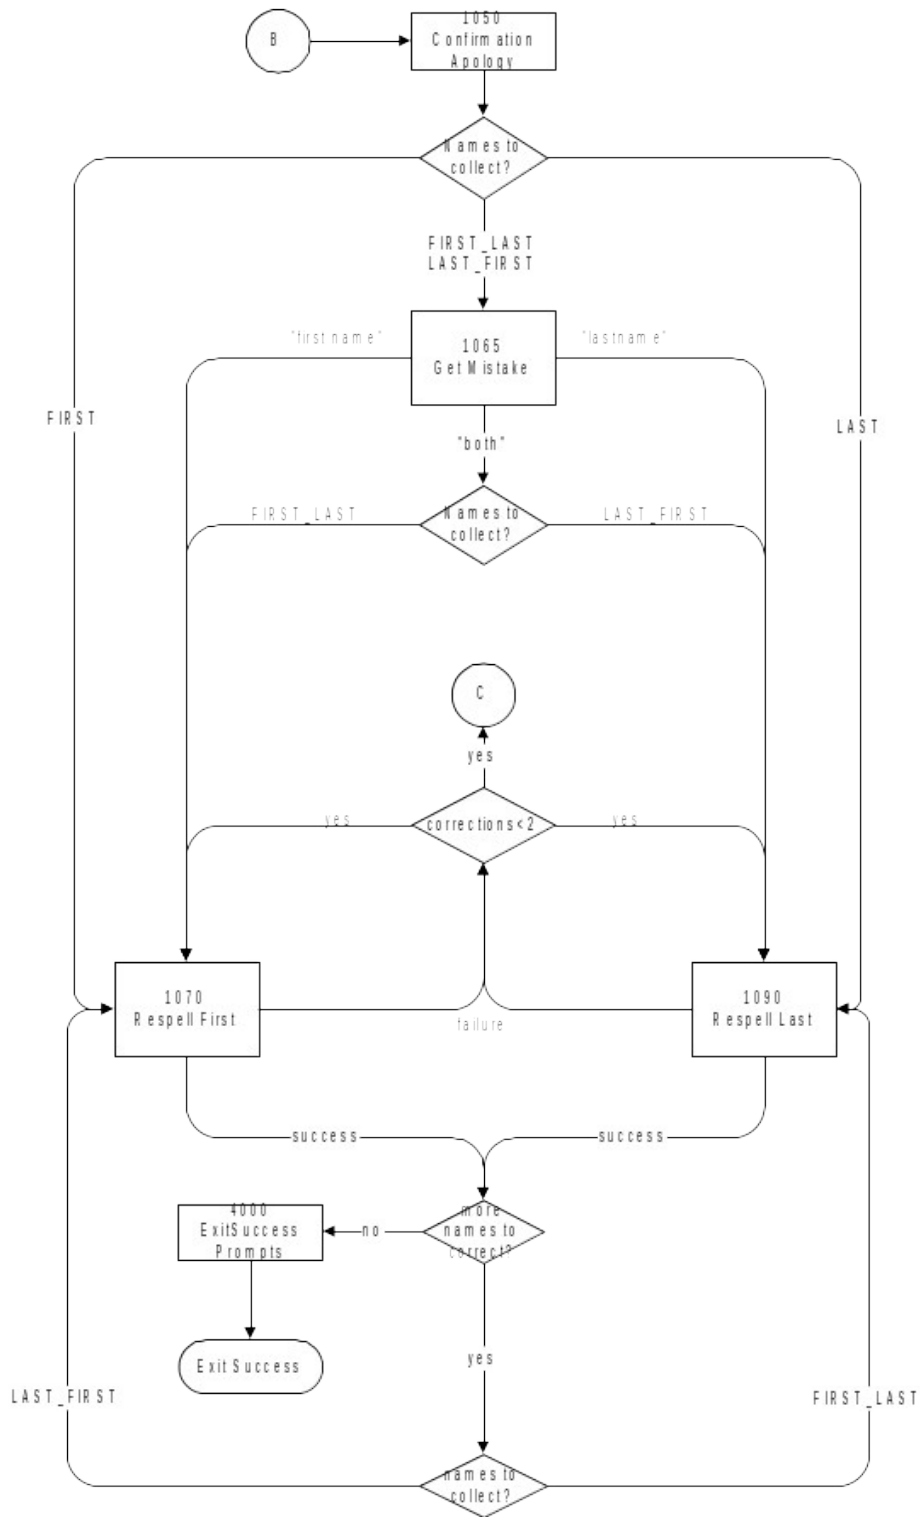 B
1050
Confirmation
Apology
Names to
collect?
FIRST_LAST
LAST_FIRST
"first name"
1065
Get Mistake
"last name"
FIRST
LAST
"both"
FIRST_LAST
Names to
collect?
LAST_FIRST
C
yes
yes
corrections<2
yes
1070
Respell First
1090
Respell Last
failure
success
success
4000
ExitSuccess
Prompts
no
more
names to
correct?
yes
Exit Success
LAST_FIRST
FIRST_LAST
names to
collect?